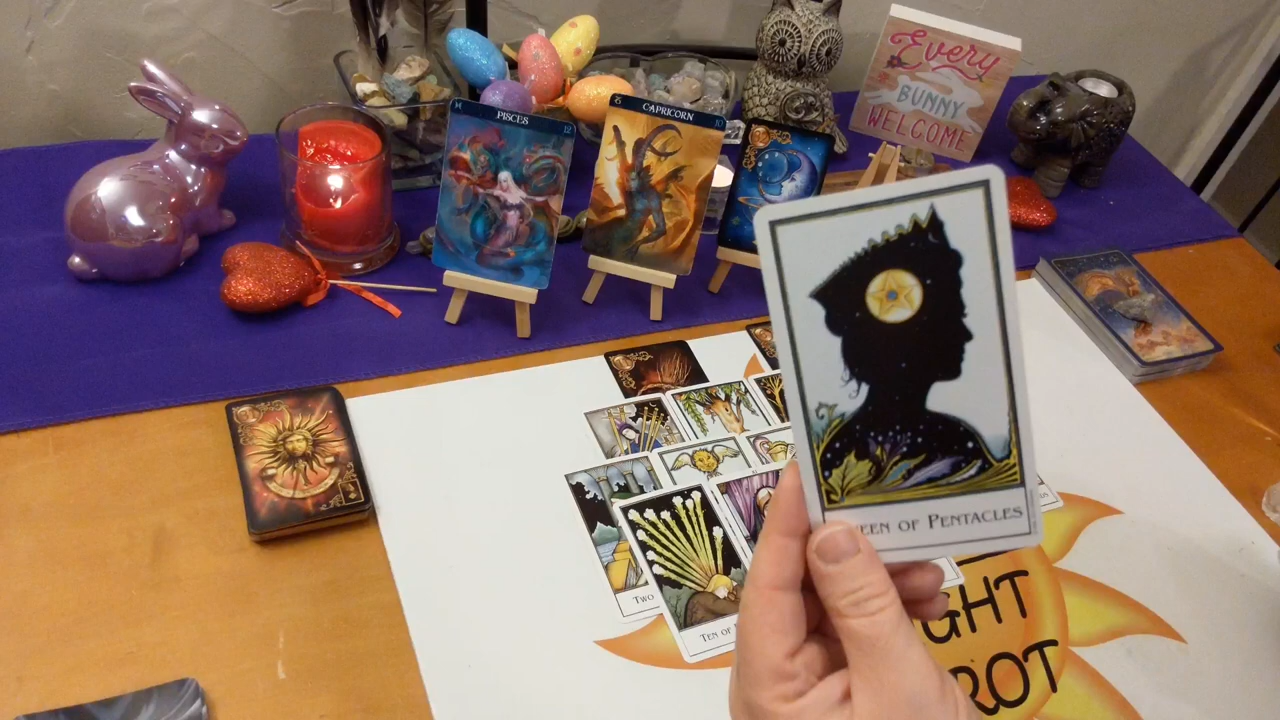 Every
BUNNY
WELCOME
PISCES
12
CAPRICORN
10
EEN OF PENTACLES
TWO
TEN OF
GHT
ROT